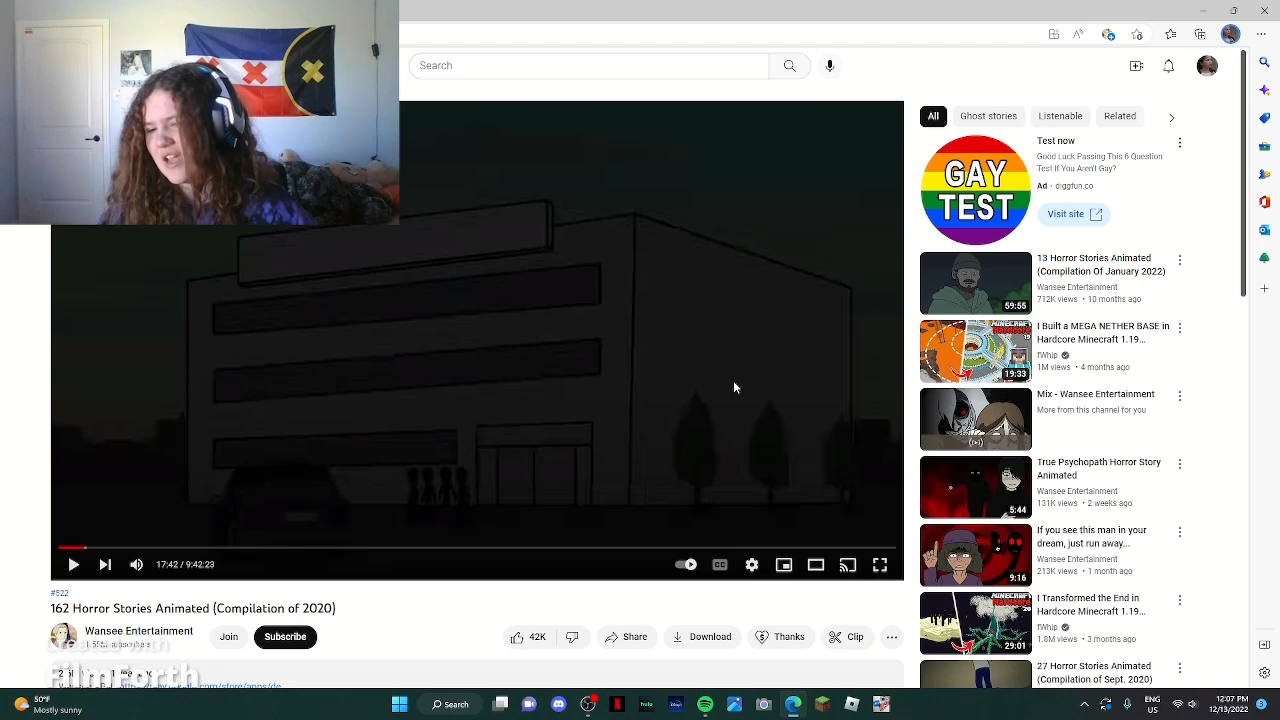 Search
All
Ghost stories
Listenable
Related
GAY
TEST
Test now
Good Luck Passing This 6 Question
Test If You Aren't Gay?
Ad · diggfun.co
Visit site
59:55
13 Horror Stories Animated
(Compilation Of January 2022)
Wansee Entertainment
712K views • 10 months ago
19:33
I Built a MEGA NETHER BASE in
Hardcore Minecraft 1.19...
fWhip
1M views • 4 months ago
Mix - Wansee Entertainment
More from this channel for you
5:44
True Psychopath Horror Story
Animated
Wansee Entertainment
131K views • 2 weeks ago
9:16
If you see this man in your
dream, just run away...
Wansee Entertainment
213K views • 1 month ago
29:01
I Transformed the End in
Hardcore Minecraft 1.19...
fWhip
1.8M views • 3 months ago
27 Horror Stories Animated
(Compilation of Sept. 2020)
17:42 / 9:42:23
CC
#522
162 Horror Stories Animated (Compilation of 2020)
Wansee Entertainment
Join
Subscribe
42K
Share
Download
Thanks
Clip
Created with
FilmForth
50°F
Mostly sunny
Search
hulu
ENG
US
12:07 PM
12/13/2022
3